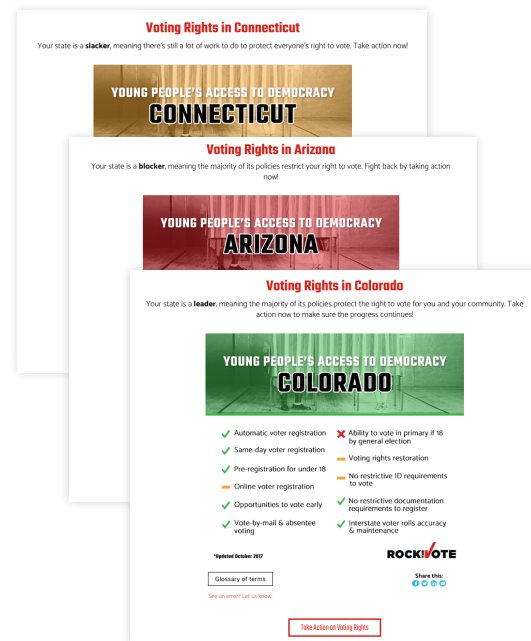 Voting Rights in Connecticut
Your state is a slacker, meaning there's still a lot of work to do to protect everyone's right to vote. Take action now!
YOUNG PEOPLE'S ACCESS TO DEMOCRACY
CONNECTICUT
Voting Rights in Arizona
Your state is a blocker, meaning the majority of its policies restrict your right to vote. Fight back by taking action
now!
YOUNG PEOPLE'S ACCESS TO DEMOCRACY
ARIZONA
Voting Rights in Colorado
Your state is a leader, meaning the majority of its policies protect the right to vote for you and your community. Take
action now to make sure the progress continues!
YOUNG PEOPLE'S ACCESS TO DEMOCRACY
COLORADO
Automatic voter registration
Same-day voter registration
Pre-registration for under 18
Online voter registration
Opportunities to vote early
Vote-by-mail & absentee
voting
Ability to vote in primary if 18
by general election
Voting rights restoration
No restrictive ID requirements
to vote
No restrictive documentation
requirements to register
Interstate voter rolls accuracy
& maintenance
*Updated October 2017
ROCK THE VOTE
Glossary of terms
Share this:
See an error? Let us know
Take Action on Voting Rights